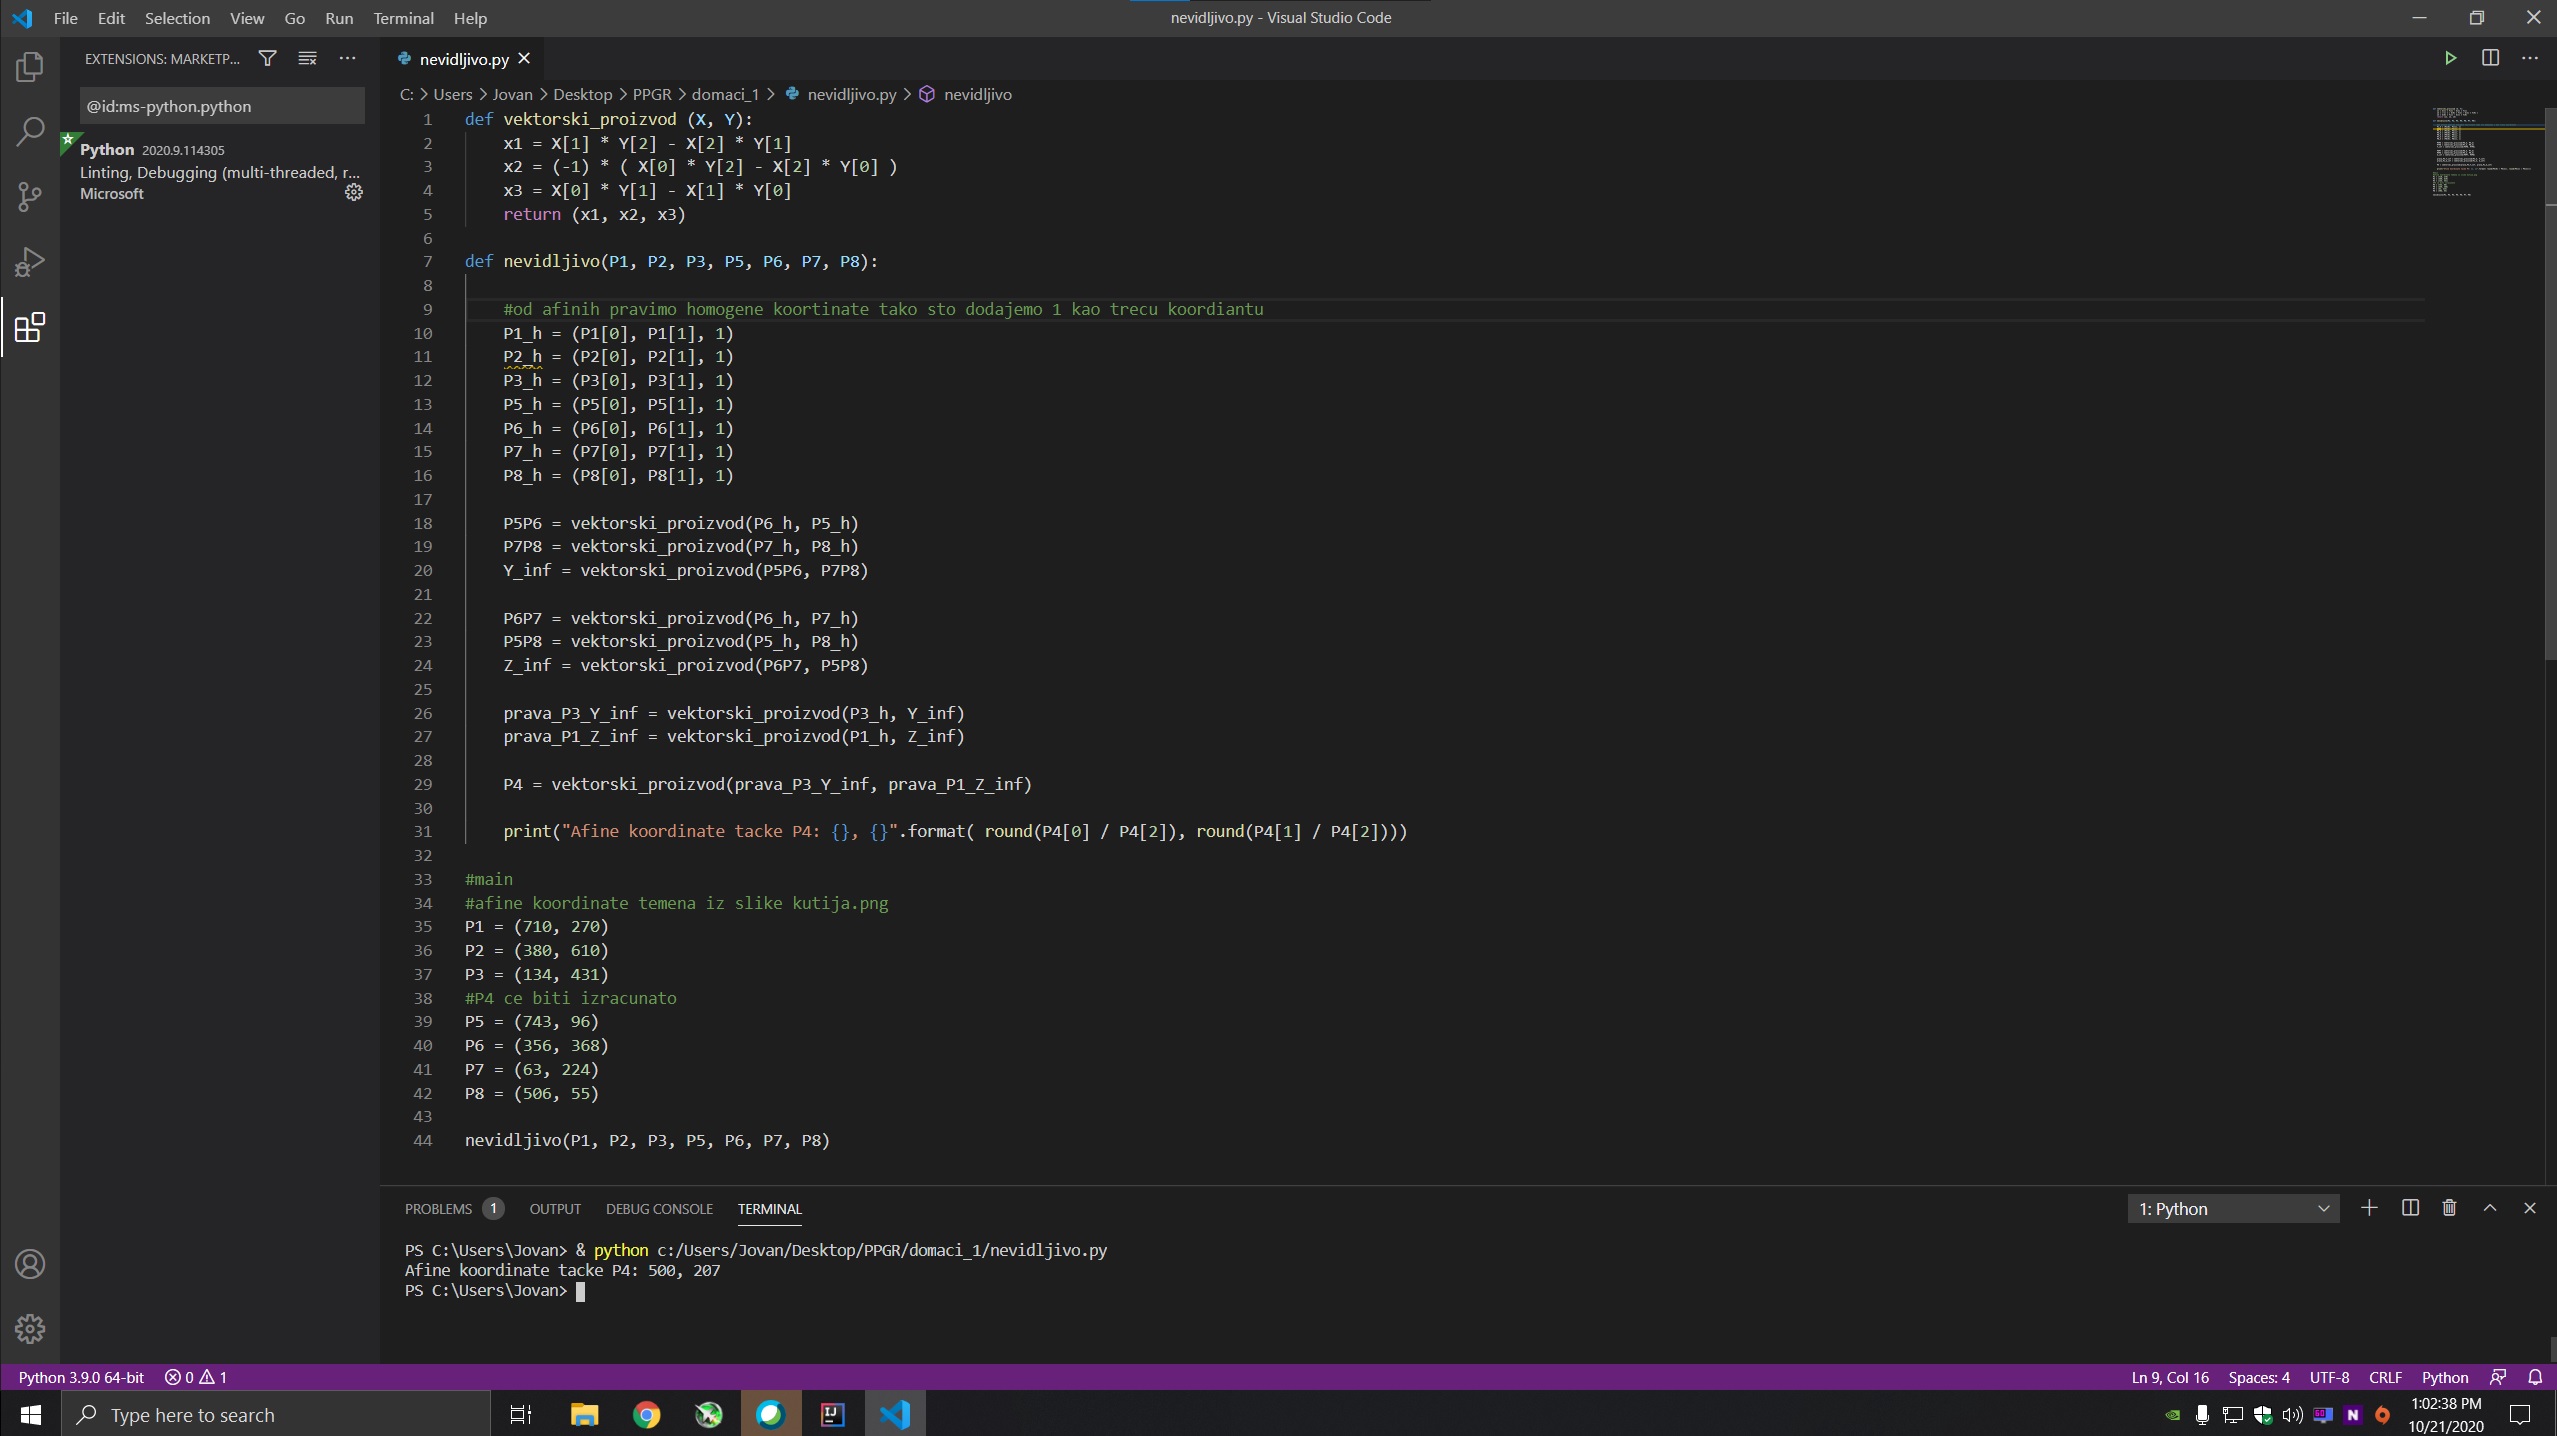 File Edit Selection View Go Run Terminal Help
nevidljivo.py - Visual Studio Code
EXTENSIONS: MARKETP...
@id:ms-python.python
Python 2020.9.114305
Linting, Debugging (multi-threaded, r...
Microsoft
nevidljivo.py
C: > Users > Jovan > Desktop > PPGR > domaci_1 > nevidljivo.py > nevidljivo
1 def vektorski_proizvod (X, Y):
2     x1 = X[1] * Y[2] - X[2] * Y[1]
3     x2 = (-1) * ( X[0] * Y[2] - X[2] * Y[0] )
4     x3 = X[0] * Y[1] - X[1] * Y[0]
5     return (x1, x2, x3)
6
7 def nevidljivo(P1, P2, P3, P5, P6, P7, P8):
8
9     #od afinih pravimo homogene koortinate tako sto dodajemo 1 kao trecu koordiantu
10     P1_h = (P1[0], P1[1], 1)
11     P2_h = (P2[0], P2[1], 1)
12     P3_h = (P3[0], P3[1], 1)
13     P5_h = (P5[0], P5[1], 1)
14     P6_h = (P6[0], P6[1], 1)
15     P7_h = (P7[0], P7[1], 1)
16     P8_h = (P8[0], P8[1], 1)
17
18     P5P6 = vektorski_proizvod(P6_h, P5_h)
19     P7P8 = vektorski_proizvod(P7_h, P8_h)
20     Y_inf = vektorski_proizvod(P5P6, P7P8)
21
22     P6P7 = vektorski_proizvod(P6_h, P7_h)
23     P5P8 = vektorski_proizvod(P5_h, P8_h)
24     Z_inf = vektorski_proizvod(P6P7, P5P8)
25
26     prava_P3_Y_inf = vektorski_proizvod(P3_h, Y_inf)
27     prava_P1_Z_inf = vektorski_proizvod(P1_h, Z_inf)
28
29     P4 = vektorski_proizvod(prava_P3_Y_inf, prava_P1_Z_inf)
30
31     print("Afine koordinate tacke P4: {}, {}".format( round(P4[0] / P4[2]), round(P4[1] / P4[2])))
32
33 #main
34 #afine koordinate temena iz slike kutija.png
35 P1 = (710, 270)
36 P2 = (380, 610)
37 P3 = (134, 431)
38 #P4 ce biti izracunato
39 P5 = (743, 96)
40 P6 = (356, 368)
41 P7 = (63, 224)
42 P8 = (506, 55)
43
44 nevidljivo(P1, P2, P3, P5, P6, P7, P8)
PROBLEMS 1 OUTPUT DEBUG CONSOLE TERMINAL
1: Python
PS C:\Users\Jovan> & python c:/Users/Jovan/Desktop/PPGR/domaci_1/nevidljivo.py
Afine koordinate tacke P4: 500, 207
PS C:\Users\Jovan>
Python 3.9.0 64-bit 0 1
Ln 9, Col 16 Spaces: 4 UTF-8 CRLF Python
Type here to search
1:02:38 PM
10/21/2020